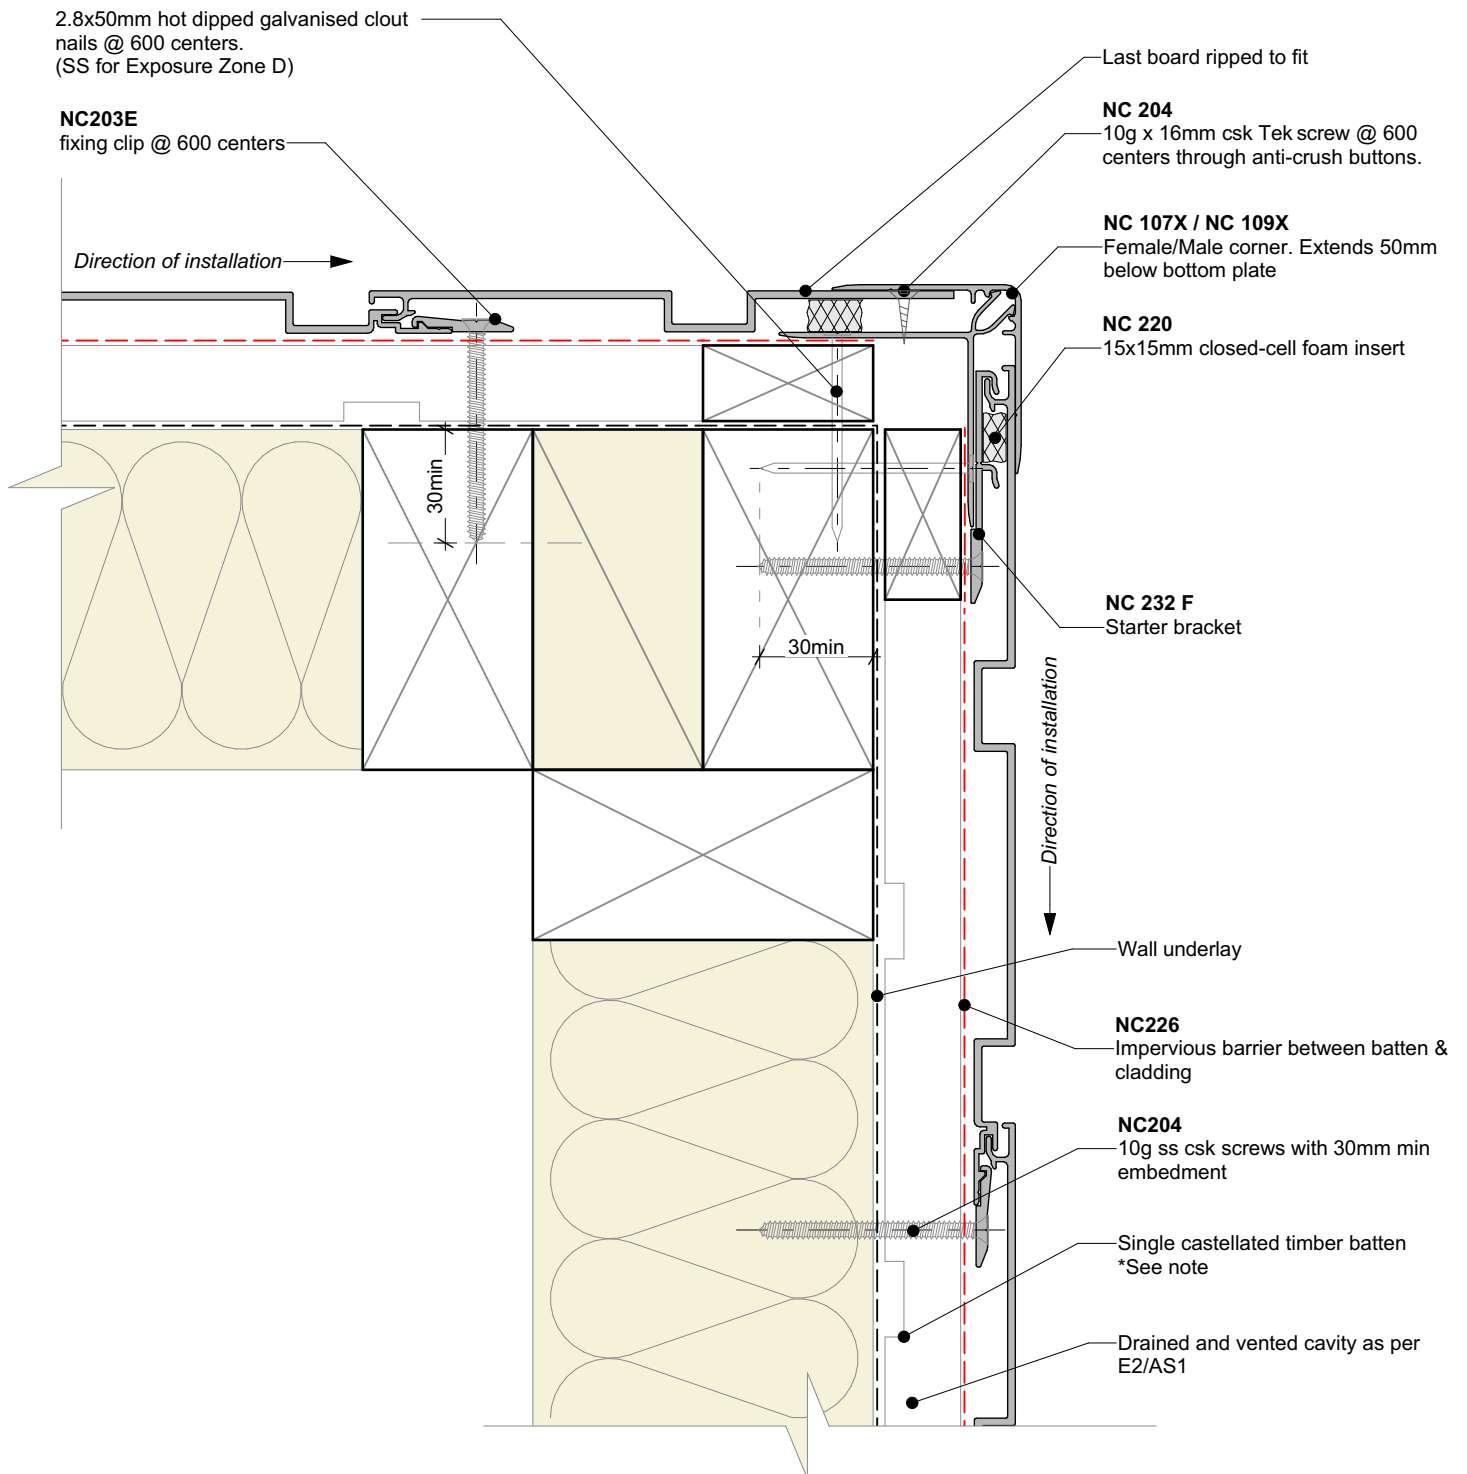 2.8x50mm hot dipped galvanised clout
nails @ 600 centers.
(SS for Exposure Zone D)
NC203E
fixing clip @ 600 centers
Direction of installation
Last board ripped to fit
NC 204
10g x 16mm csk Tek screw @ 600
centers through anti-crush buttons.
NC 107X / NC 109X
Female/Male corner. Extends 50mm
below bottom plate
NC 220
15x15mm closed-cell foam insert
30min
30min
NC 232 F
Starter bracket
Direction of installation
Wall underlay
NC226
Impervious barrier between batten &
cladding
NC204
10g ss csk screws with 30mm min
embedment
Single castellated timber batten
*See note
Drained and vented cavity as per
E2/AS1